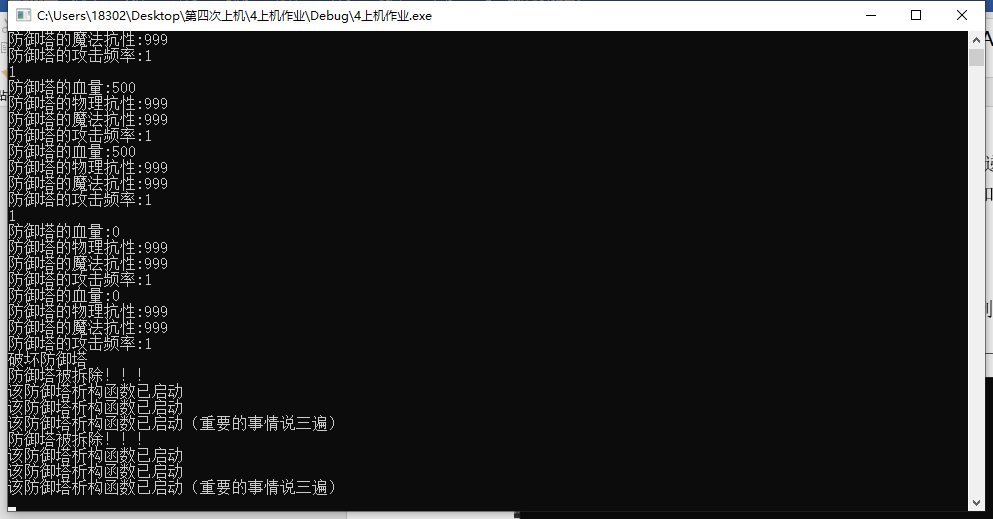 C:\Users\18302\Desktop\第四次上机\4上机作业\Debug\4上机作业.exe
防御塔的魔法抗性:999
防御塔的攻击频率:1
1
防御塔的血量:500
防御塔的物理抗性:999
防御塔的魔法抗性:999
防御塔的攻击频率:1
防御塔的血量:500
防御塔的物理抗性:999
防御塔的魔法抗性:999
防御塔的攻击频率:1
1
防御塔的血量:0
防御塔的物理抗性:999
防御塔的魔法抗性:999
防御塔的攻击频率:1
防御塔的血量:0
防御塔的物理抗性:999
防御塔的魔法抗性:999
防御塔的攻击频率:1
破坏防御塔
防御塔被拆除！！！
该防御塔析构函数已启动
该防御塔析构函数已启动
该防御塔析构函数已启动（重要的事情说三遍）
防御塔被拆除！！！
该防御塔析构函数已启动
该防御塔析构函数已启动
该防御塔析构函数已启动（重要的事情说三遍）